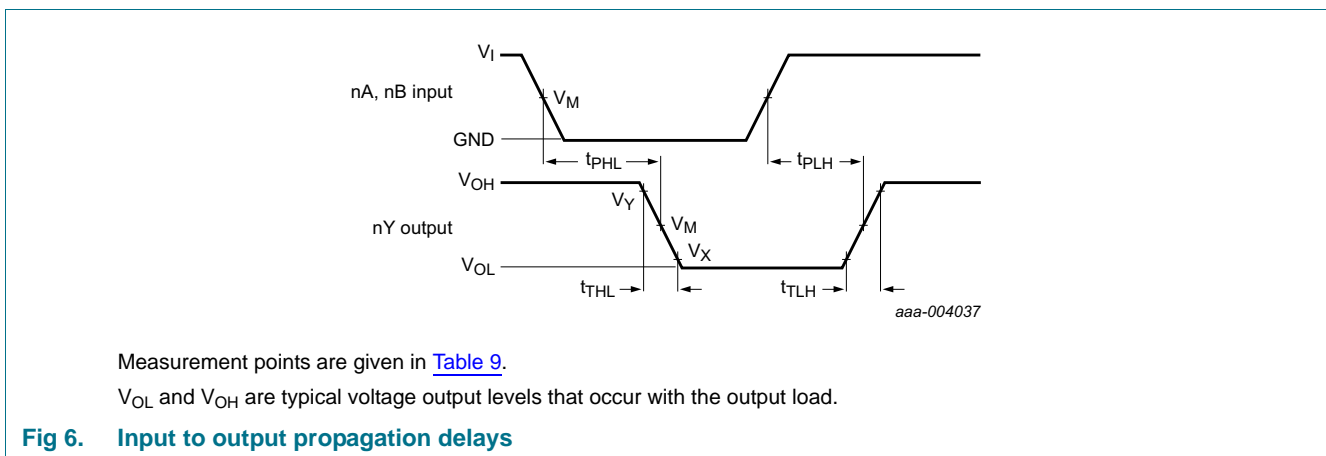 V_I
nA, nB input
V_M
GND
t_PHL
t_PLH
V_OH
V_Y
nY output
V_M
V_X
V_OL
t_THL
t_TLH
aaa-004037
Measurement points are given in Table 9.
V_OL and V_OH are typical voltage output levels that occur with the output load.
Fig 6. Input to output propagation delays